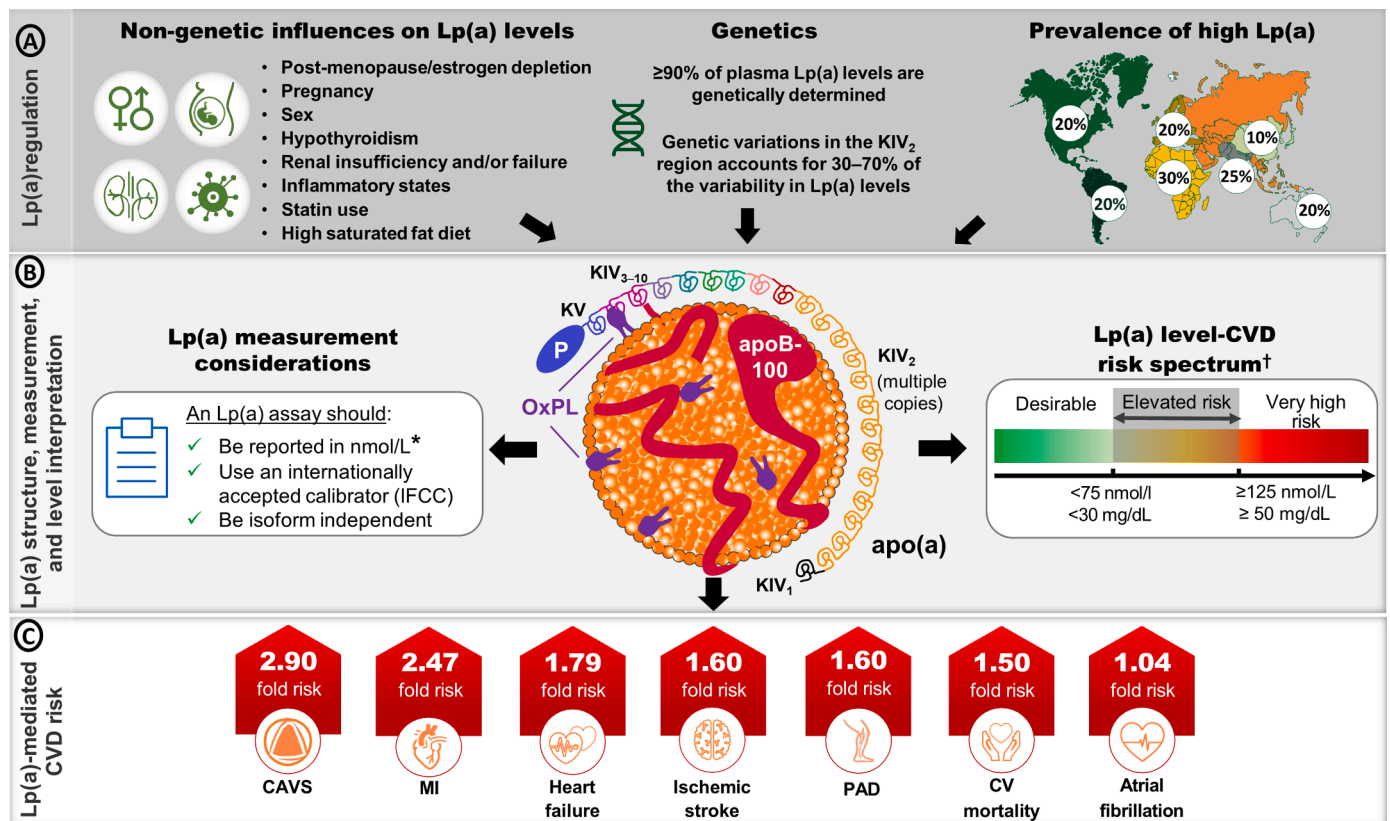 A
Lp(a)regulation
Non-genetic influences on Lp(a) levels
• Post-menopause/estrogen depletion
• Pregnancy
• Sex
• Hypothyroidism
• Renal insufficiency and/or failure
• Inflammatory states
• Statin use
• High saturated fat diet
Genetics
≥90% of plasma Lp(a) levels are
genetically determined
Genetic variations in the KIV2
region accounts for 30–70% of
the variability in Lp(a) levels
Prevalence of high Lp(a)
20%
20%
10%
30%
25%
20%
20%
B
Lp(a) structure, measurement,
and level interpretation
Lp(a) measurement
considerations
An Lp(a) assay should:
✓ Be reported in nmol/L*
✓ Use an internationally
accepted calibrator (IFCC)
✓ Be isoform independent
KIV3–10
KV
P
OxPL
apoB-
100
KIV2
(multiple
copies)
apo(a)
KIV1
Lp(a) level-CVD
risk spectrum†
Desirable
Elevated risk
Very high
risk
<75 nmol/l
<30 mg/dL
≥125 nmol/L
≥ 50 mg/dL
C
Lp(a)-mediated
CVD risk
2.90
fold risk
CAVS
2.47
fold risk
MI
1.79
fold risk
Heart
failure
1.60
fold risk
Ischemic
stroke
1.60
fold risk
PAD
1.50
fold risk
CV
mortality
1.04
fold risk
Atrial
fibrillation